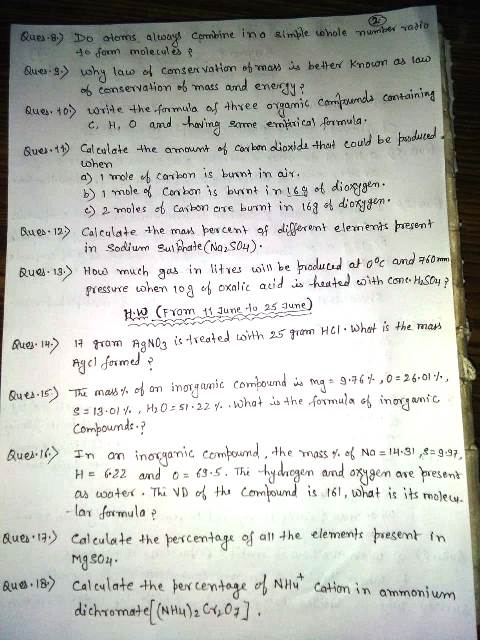 2.
Ques.8.) Do atoms always combine in a simple whole number ratio
to form molecules?
Ques.9.) why law of conservation of mass is better known as law
of conservation of mass and energy?
Ques.10.) write the formula of three organic compounds containing
C, H, O and having same empirical formula.
Ques.11) Calculate the amount of carbon dioxide that could be produced
when
a) 1 mole of carbon is burnt in air.
b) 1 mole of carbon is burnt in 16g of dioxygen.
c) 2 moles of carbon are burnt in 16g of dioxygen.
Ques.12) Calculate the mass percent of different elements present
in sodium sulphate (Na2SO4).
Ques.13.) How much gas in litres will be produced at 0°C and 760mm
pressure when 10g of oxalic acid is heated with conc. H2SO4?
H.W (From 11 June to 25 June)
Ques.14.) 17 gram AgNO3 is treated with 25 gram HCl. What is the mass
AgCl formed?
Ques.15.) The mass % of an inorganic compound is mg = 9.76%, O = 26.01%,
S = 13.01%, H2O = 51.22%. What is the formula of inorganic
Compounds.?
Ques.16.) In an inorganic compound, the mass % of Na = 14.31, S = 9.97,
H = 6.22 and O = 69.5. The hydrogen and oxygen are present
as water. The VD of the compound is 161, what is its molecu-
-lar formula?
Ques.17.) Calculate the percentage of all the elements present in
MgSO4.
Ques.18.) Calculate the percentage of NH4+ cation in ammonium
dichromate [(NH4)2 Cr2O7].